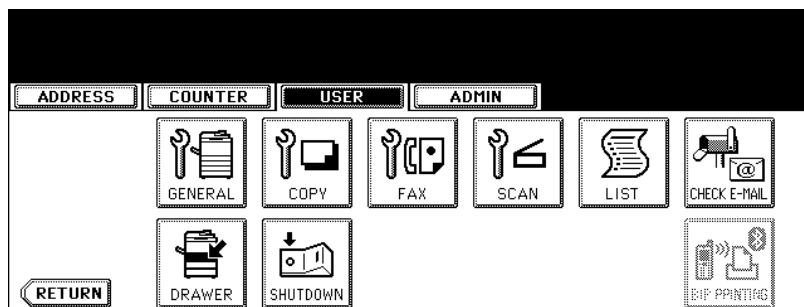 ADDRESS COUNTER USER ADMIN
GENERAL COPY FAX SCAN LIST CHECK E-MAIL
RETURN DRAWER SHUTDOWN BIP PRINTING